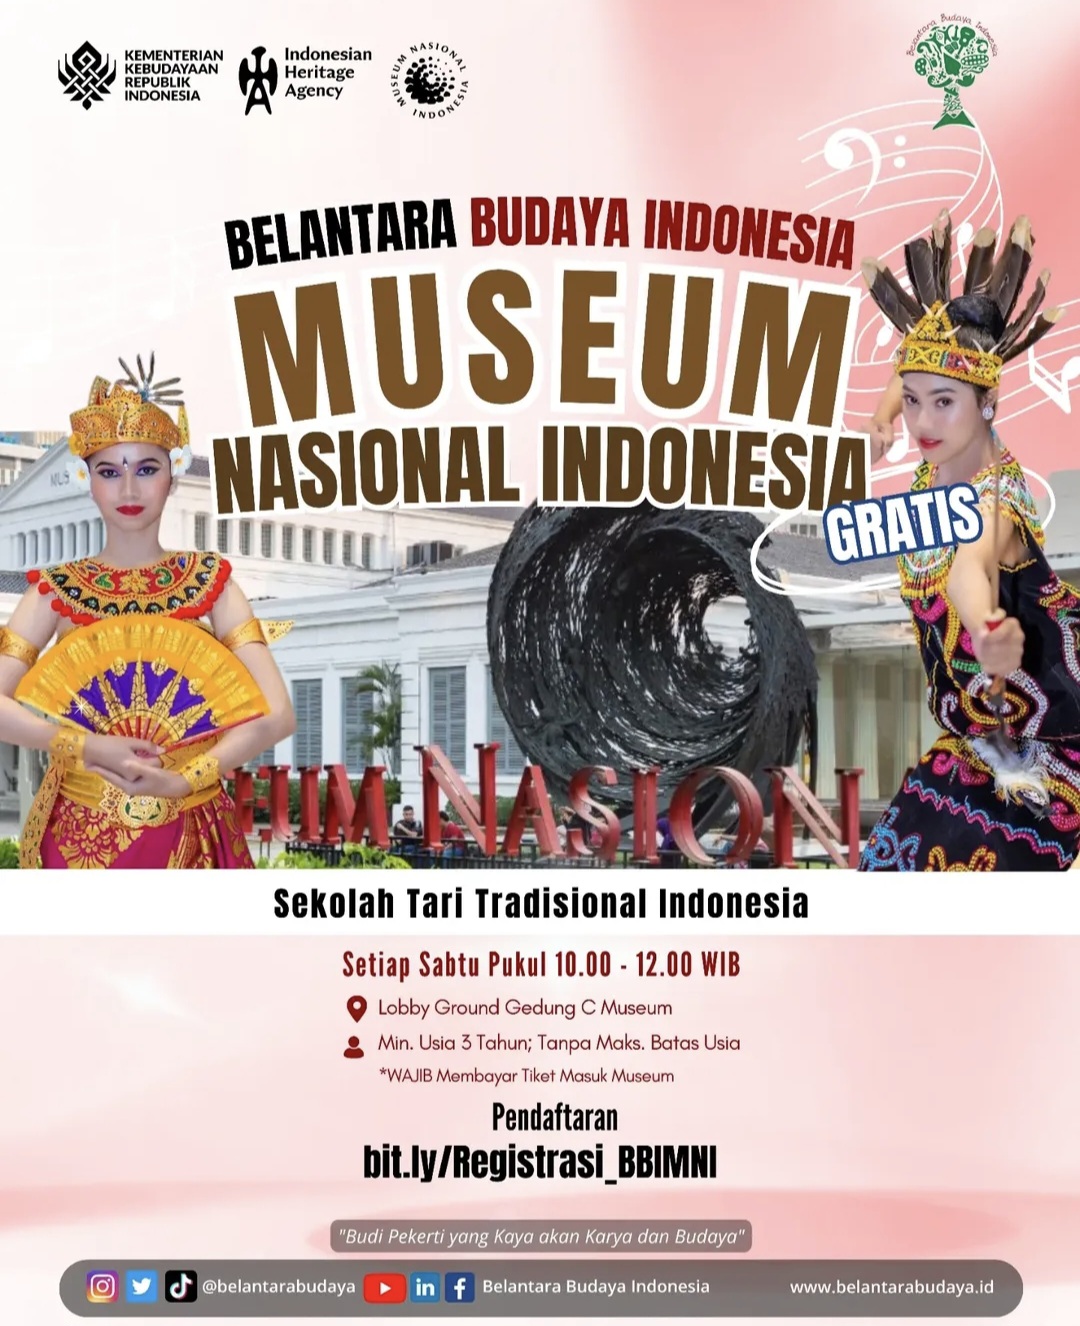 KEMENTERIAN
KEBUDAYAAN
REPUBLIK
INDONESIA
Indonesian
Heritage
Agency
MUSEUM NASIONAL INDONESIA
Belantara Budaya Indonesia
BELANTARA BUDAYA INDONESIA
MUSEUM
NASIONAL INDONESIA
GRATIS
MUS
EUM NASION
Sekolah Tari Tradisional Indonesia
Setiap Sabtu Pukul 10.00 - 12.00 WIB
Lobby Ground Gedung C Museum
Min. Usia 3 Tahun; Tanpa Maks. Batas Usia
*WAJIB Membayar Tiket Masuk Museum
Pendaftaran
bit.ly/Registrasi_BBIMNI
"Budi Pekerti yang Kaya akan Karya dan Budaya"
@belantarabudaya Belantara Budaya Indonesia www.belantarabudaya.id